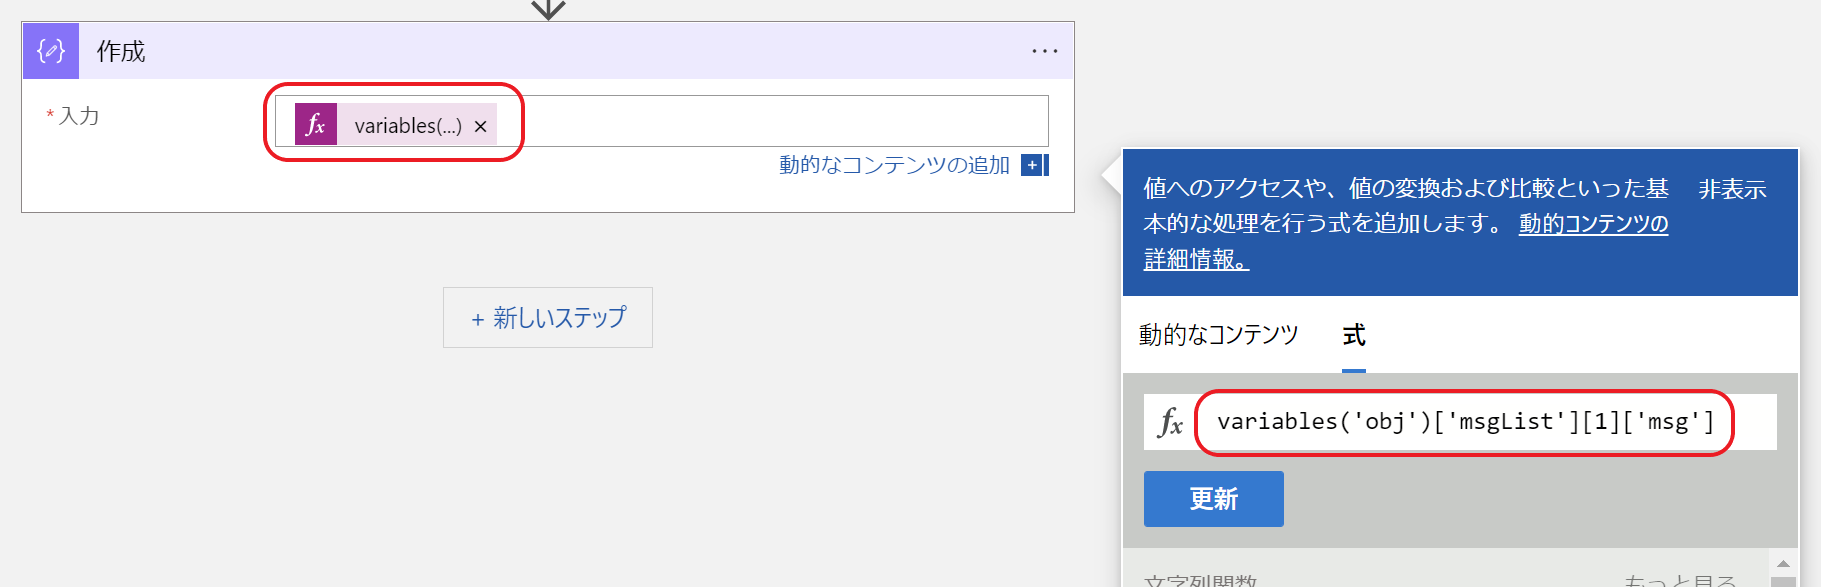 作成
...
*入力
fx variables(...) ×
動的なコンテンツの追加 +
+ 新しいステップ
値へのアクセスや、値の変換および比較といった基
本的な処理を行う式を追加します。 動的コンテンツの
詳細情報。
非表示
動的なコンテンツ 式
fx variables('obj')['msgList'][1]['msg']
更新
文字列関数 もっと見る